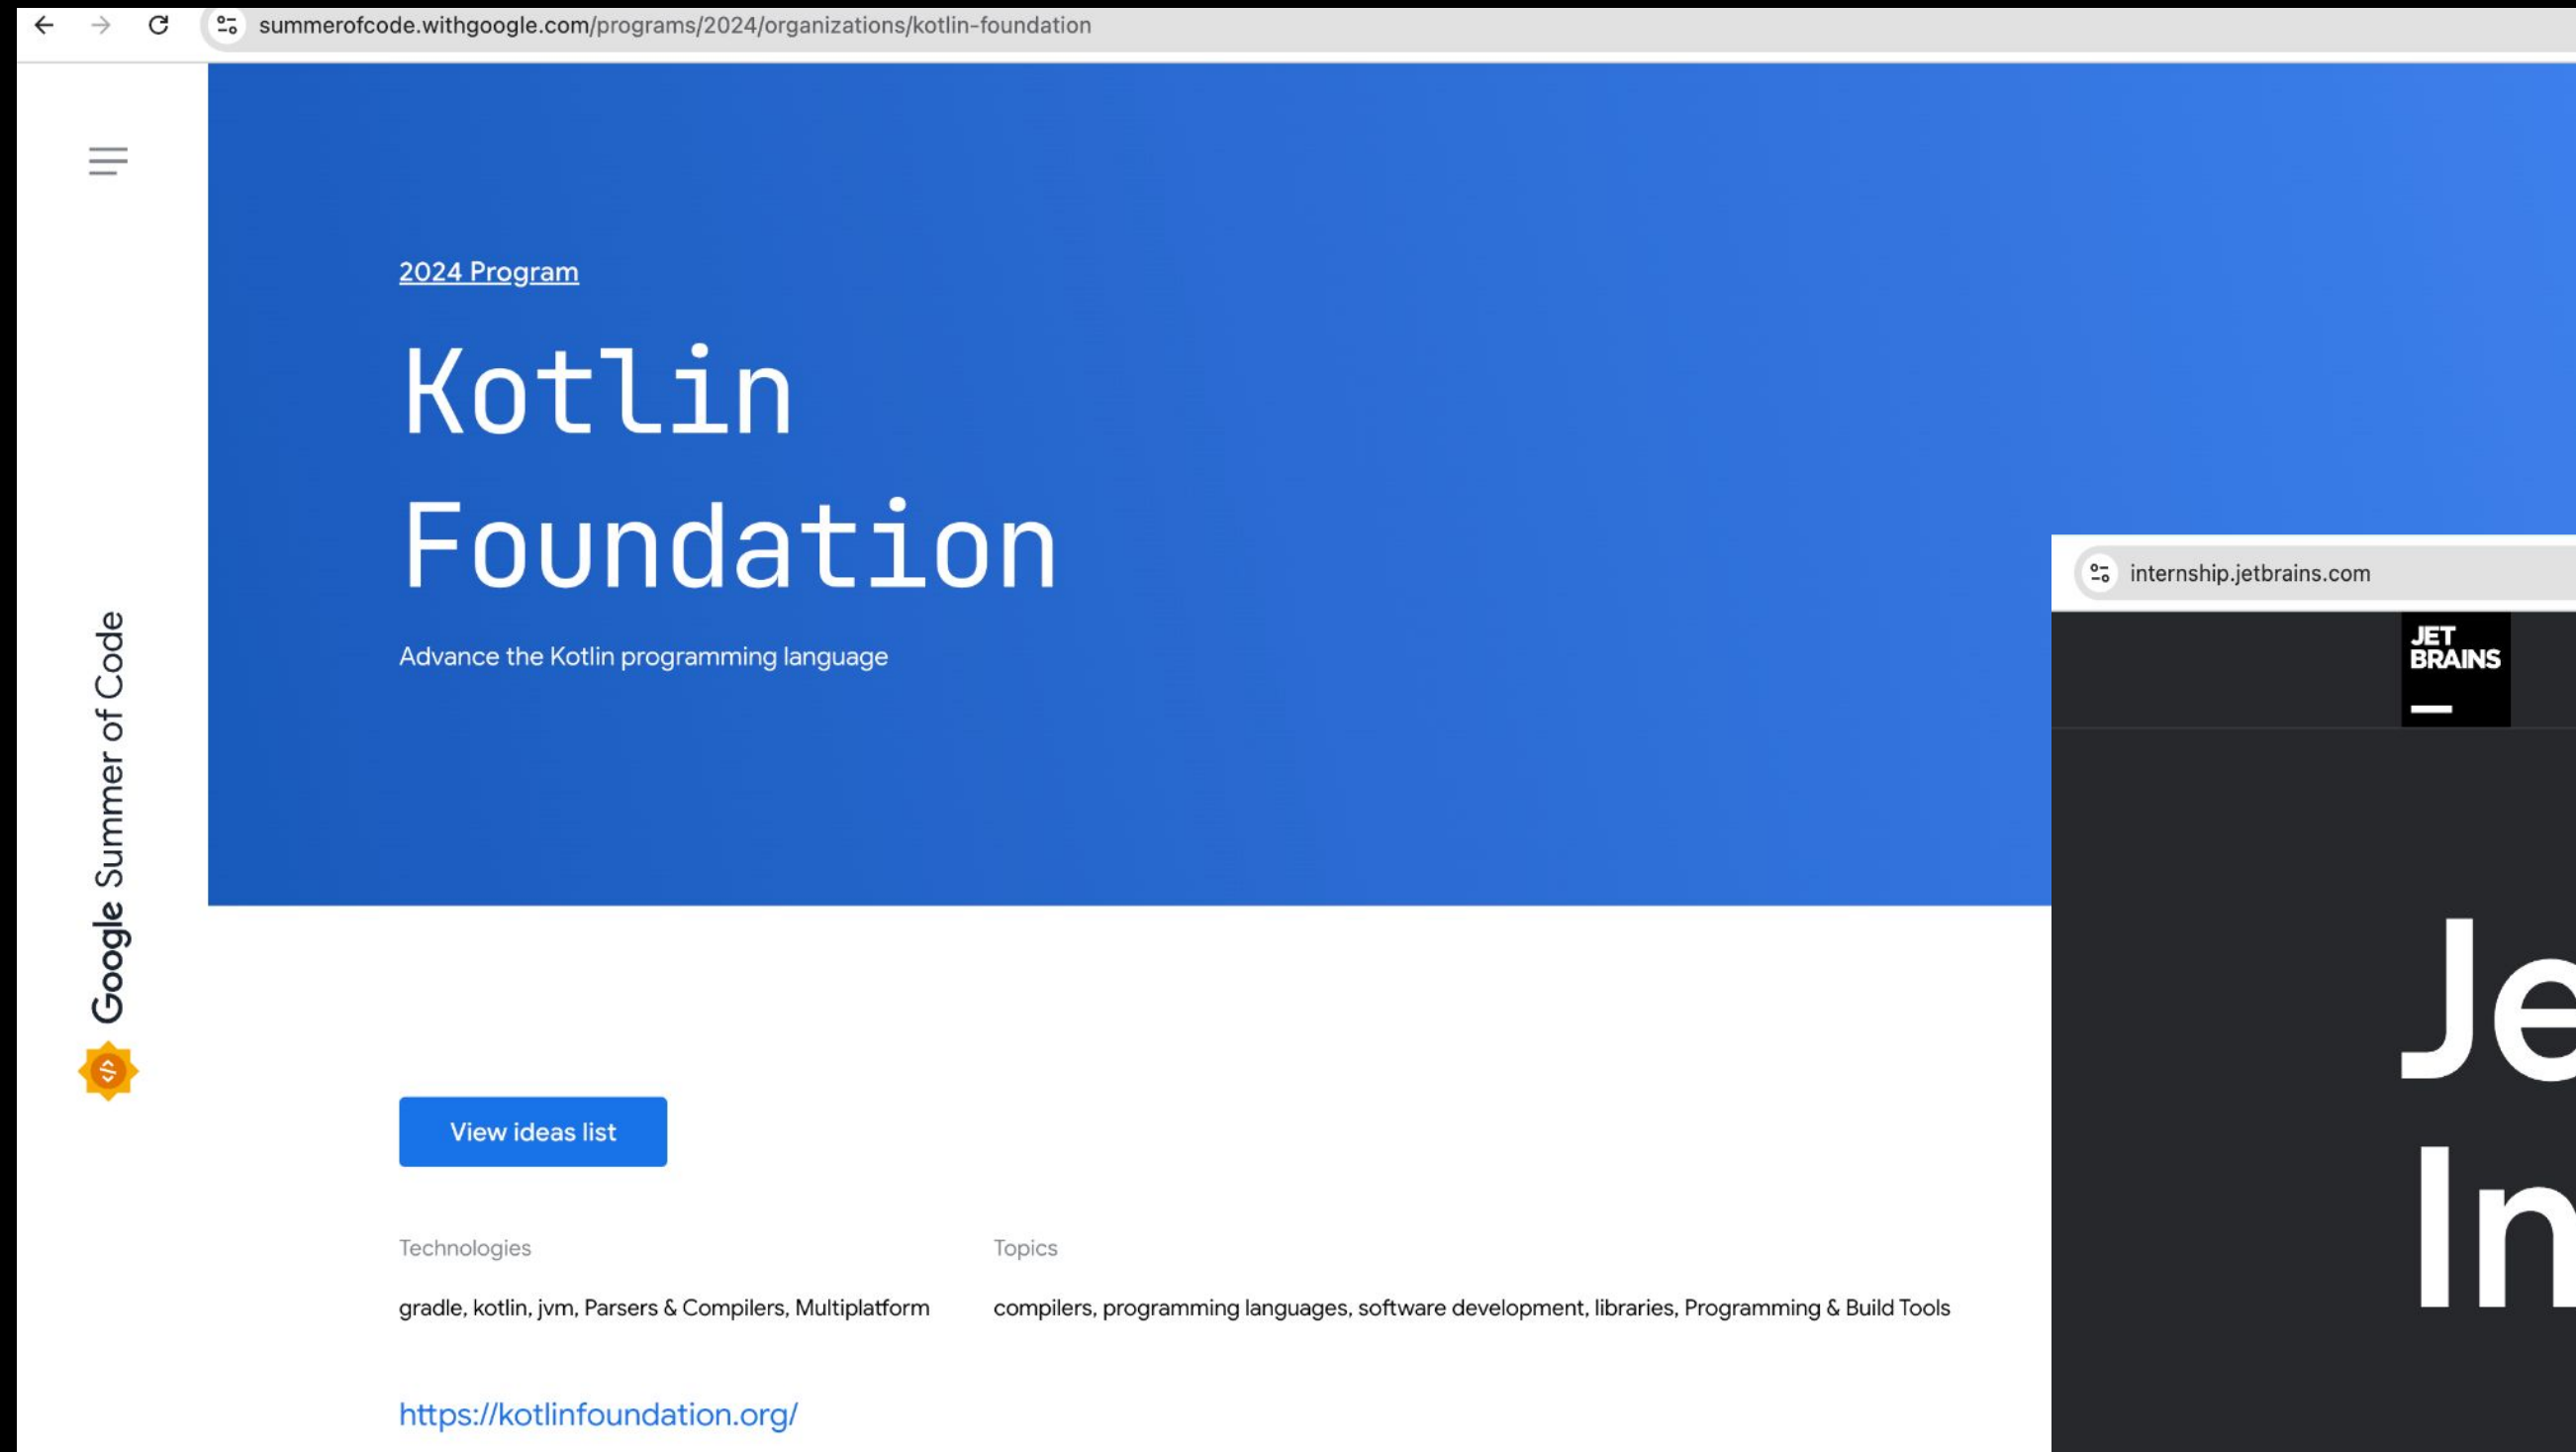 summerofcode.withgoogle.com/programs/2024/organizations/kotlin-foundation
2024 Program
Kotlin
Foundation
Advance the Kotlin programming language
Google Summer of Code
View ideas list
Technologies
Topics
gradle, kotlin, jvm, Parsers & Compilers, Multiplatform
compilers, programming languages, software development, libraries, Programming & Build Tools
https://kotlinfoundation.org/
internship.jetbrains.com
JET
BRAINS
Je
In